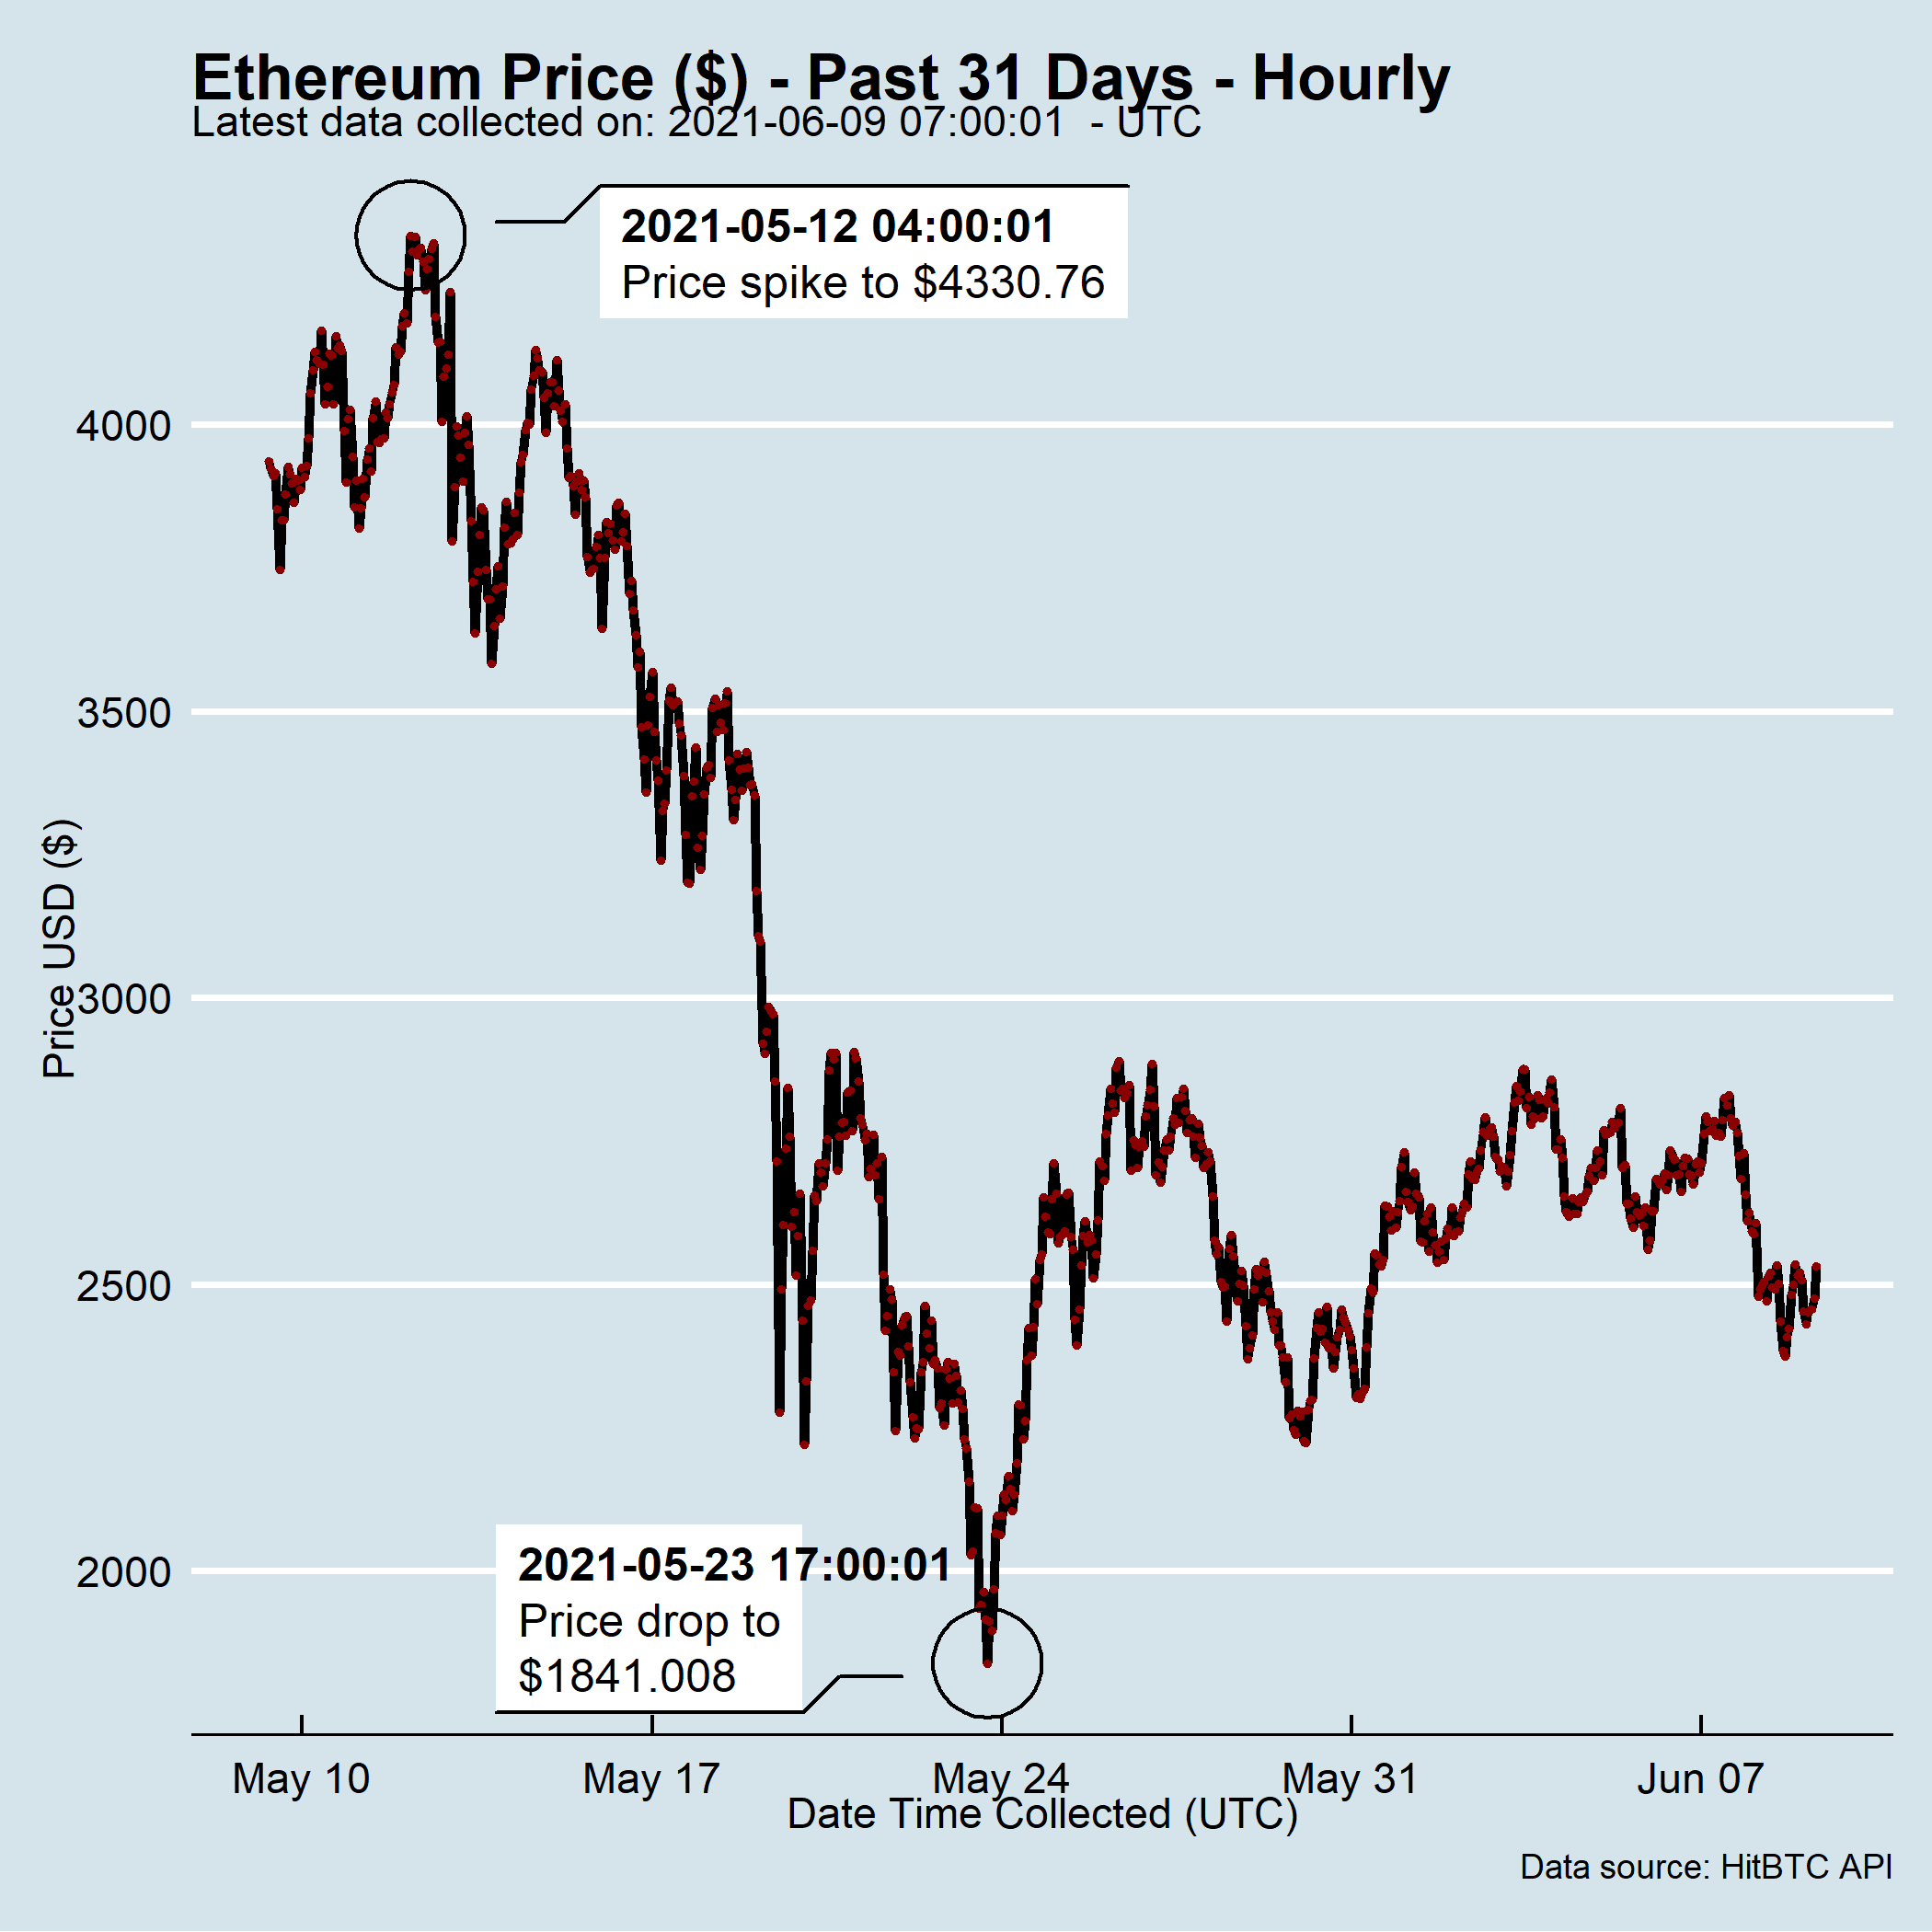 Ethereum Price ($) - Past 31 Days - Hourly
Latest data collected on: 2021-06-09 07:00:01  - UTC
2021-05-12 04:00:01
Price spike to $4330.76
4000
3500
3000
2500
2000
Price USD ($)
2021-05-23 17:00:01
Price drop to
$1841.008
May 10
May 17
May 24
May 31
Jun 07
Date Time Collected (UTC)
Data source: HitBTC API